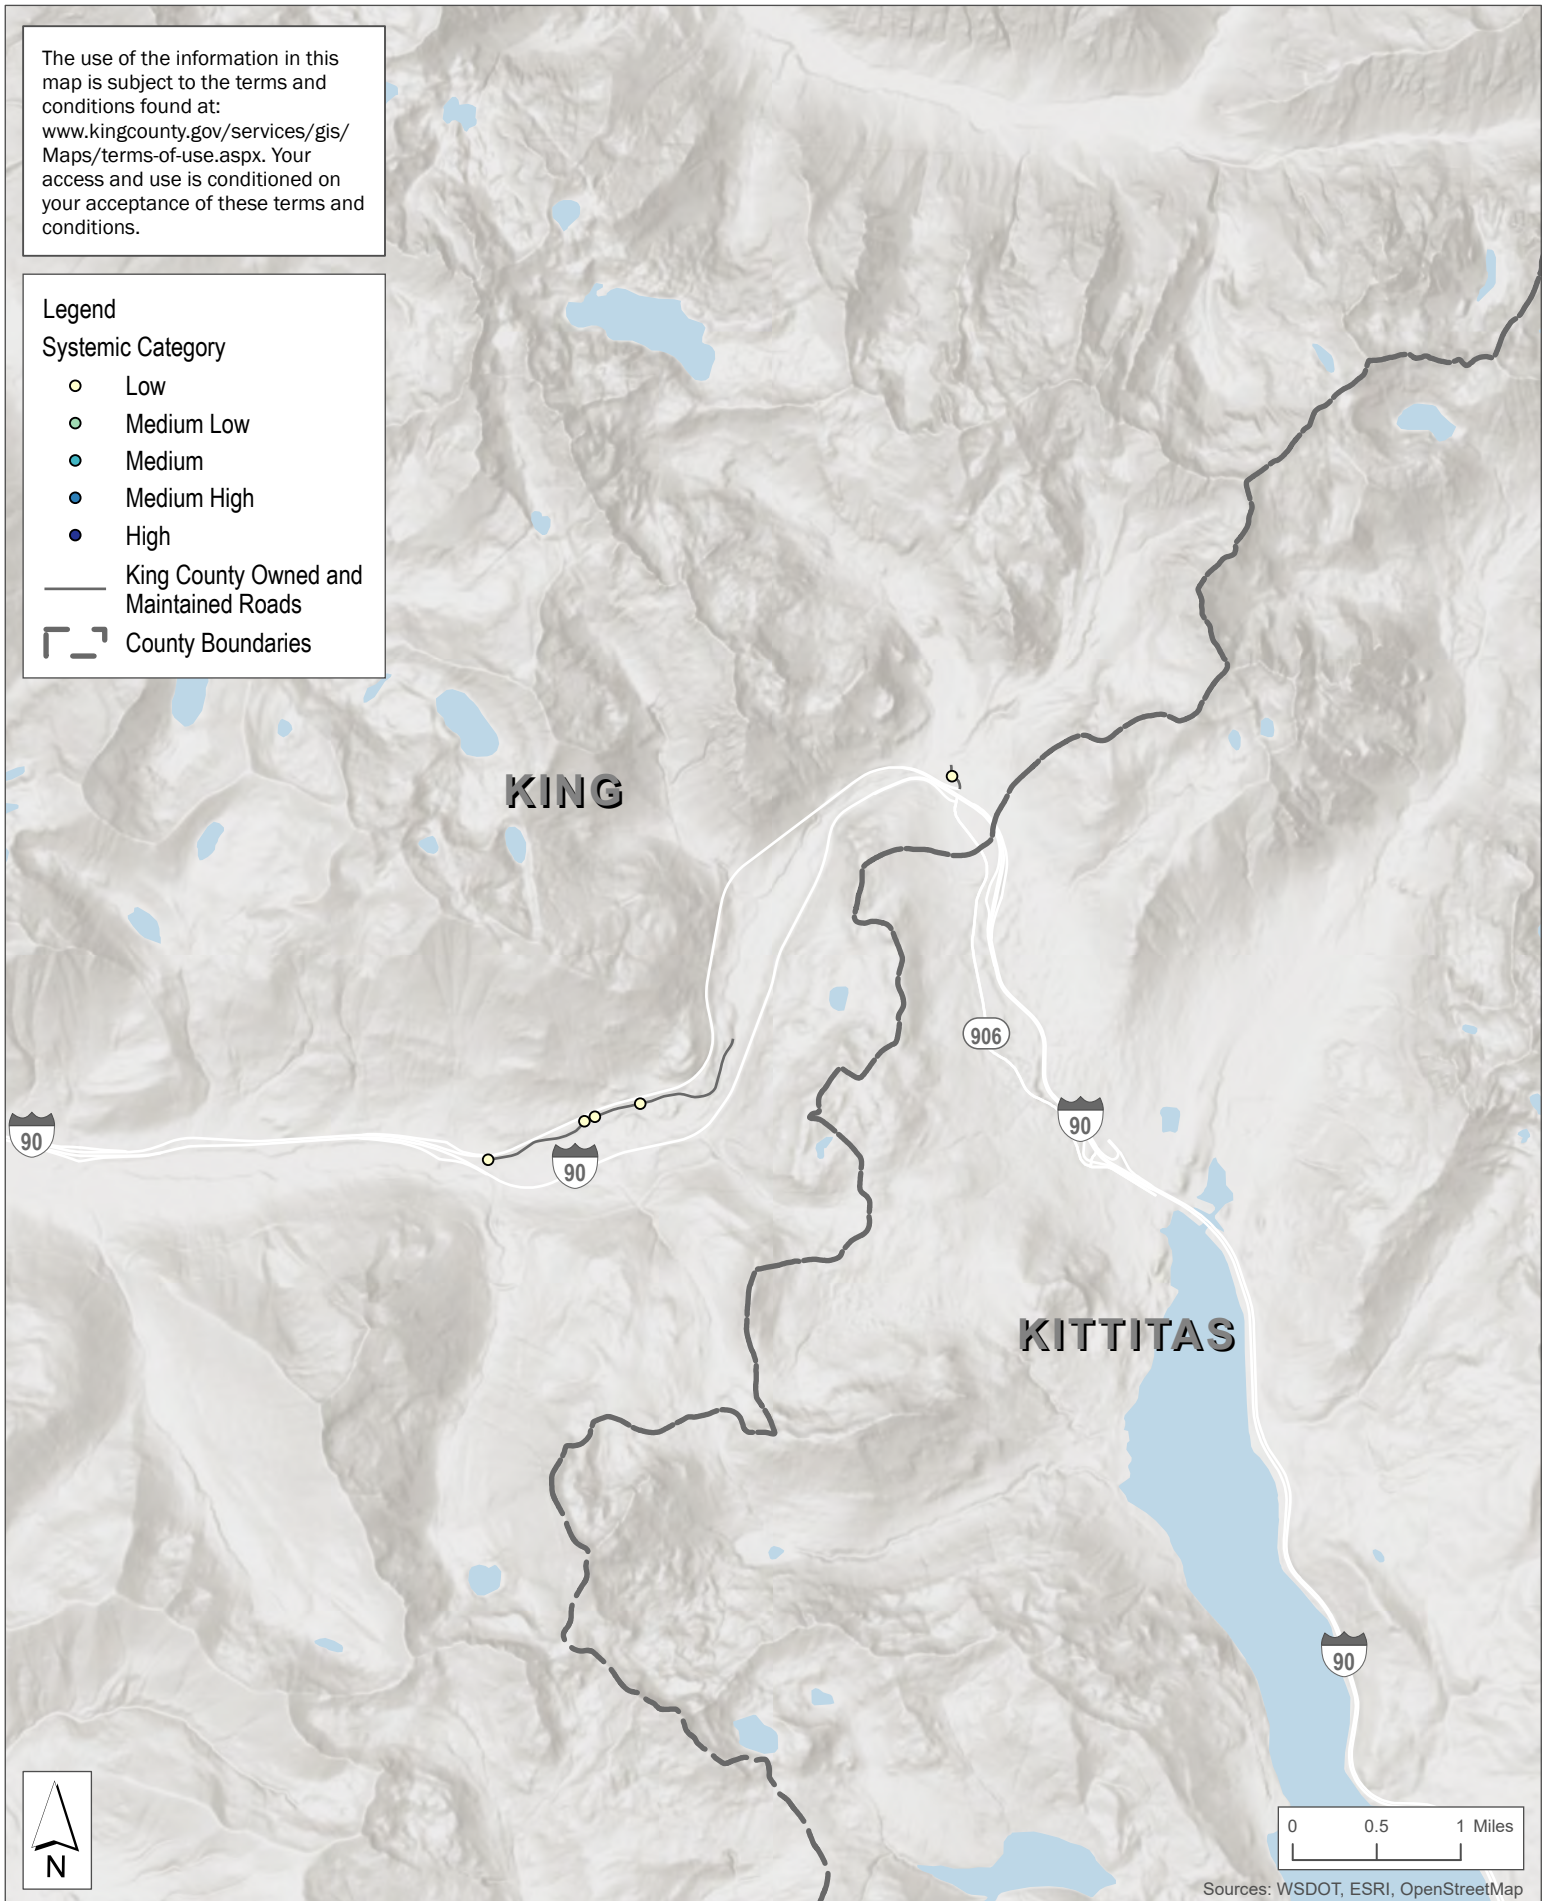 The use of the information in this
map is subject to the terms and
conditions found at:
www.kingcounty.gov/services/gis/
Maps/terms-of-use.aspx. Your
access and use is conditioned on
your acceptance of these terms and
conditions.
Legend
Systemic Category
Low
Medium Low
Medium
Medium High
High
King County Owned and
Maintained Roads
County Boundaries
KING
906
90
90
90
KITTITAS
90
N
0 0.5 1 Miles
Sources: WSDOT, ESRI, OpenStreetMap